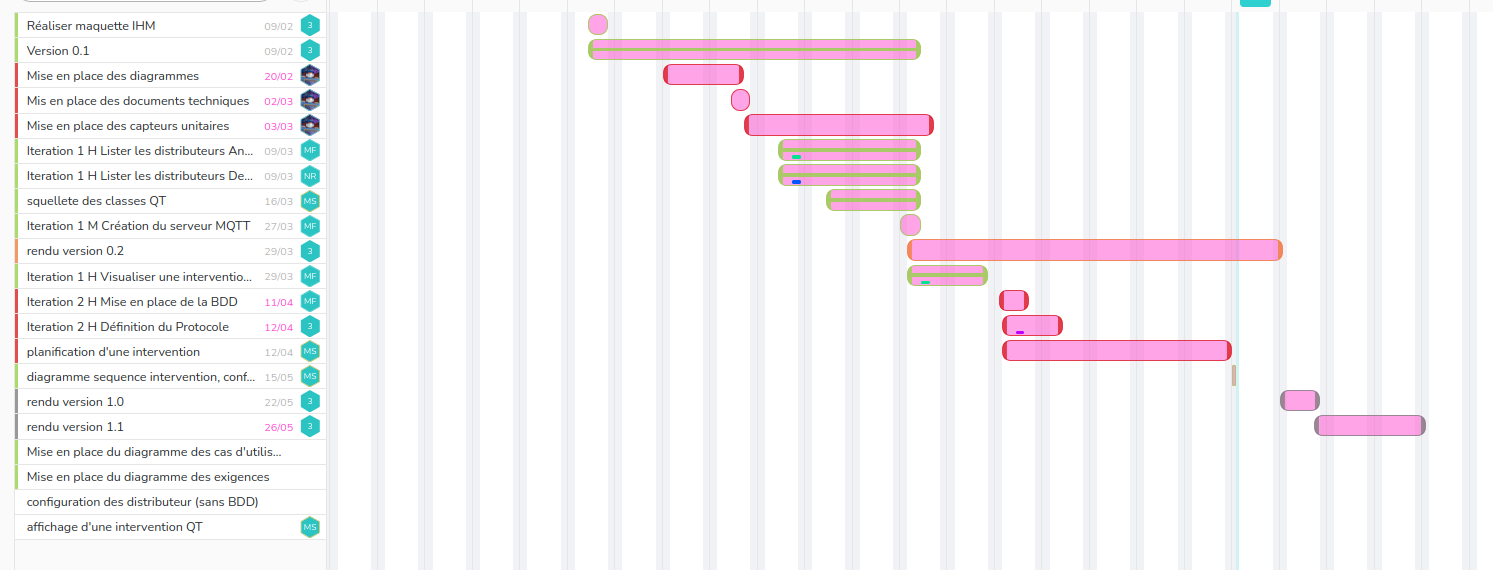 Réaliser maquette IHM 09/02 3
Version 0.1 09/02 3
Mise en place des diagrammes 20/02
Mis en place des documents techniques 02/03
Mise en place des capteurs unitaires 03/03
Iteration 1 H Lister les distributeurs An... 09/03 MF
Iteration 1 H Lister les distributeurs De... 09/03 NR
squellete des classes QT 16/03 MS
Iteration 1 M Création du serveur MQTT 27/03 MF
rendu version 0.2 29/03 3
Iteration 1 H Visualiser une interventio... 29/03 MF
Iteration 2 H Mise en place de la BDD 11/04 MF
Iteration 2 H Définition du Protocole 12/04 3
planification d'une intervention 12/04 MS
diagramme sequence intervention, conf... 15/05 MS
rendu version 1.0 22/05 3
rendu version 1.1 26/05 3
Mise en place du diagramme des cas d'utilis...
Mise en place du diagramme des exigences
configuration des distributeur (sans BDD)
affichage d'une intervention QT MS